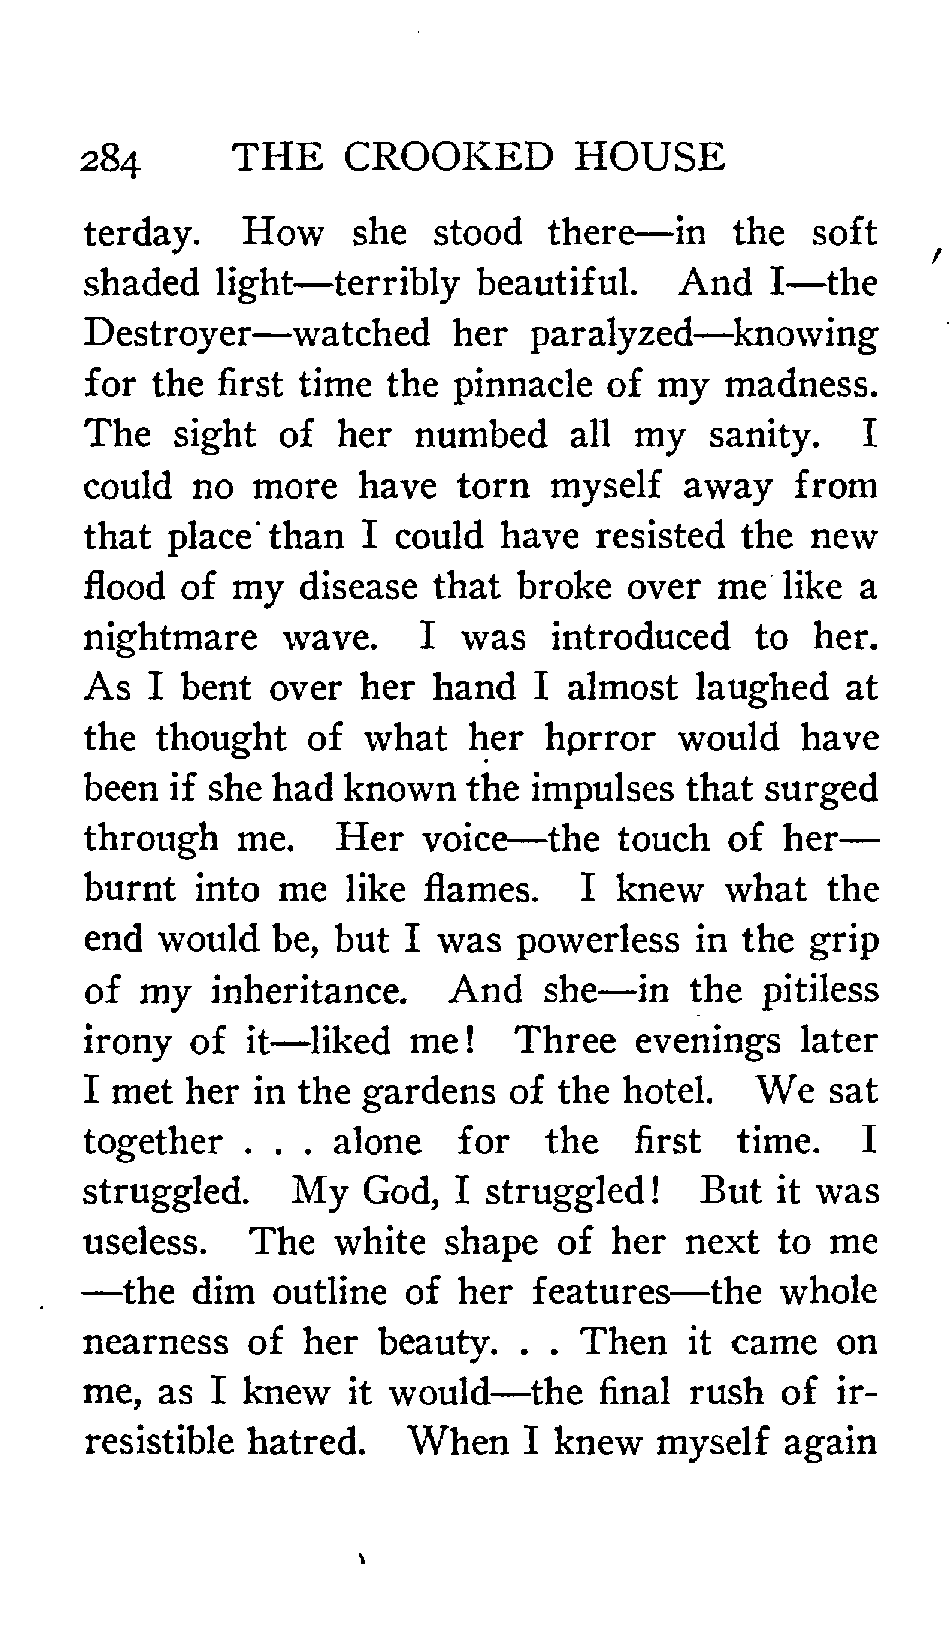 284 THE CROOKED HOUSE
terday. How she stood there—in the soft
shaded light—terribly beautiful. And I—the
Destroyer—watched her paralyzed—knowing
for the first time the pinnacle of my madness.
The sight of her numbed all my sanity. I
could no more have torn myself away from
that place than I could have resisted the new
flood of my disease that broke over me like a
nightmare wave. I was introduced to her.
As I bent over her hand I almost laughed at
the thought of what her horror would have
been if she had known the impulses that surged
through me. Her voice—the touch of her—
burnt into me like flames. I knew what the
end would be, but I was powerless in the grip
of my inheritance. And she—in the pitiless
irony of it—liked me! Three evenings later
I met her in the gardens of the hotel. We sat
together . . . alone for the first time. I
struggled. My God, I struggled! But it was
useless. The white shape of her next to me
—the dim outline of her features—the whole
nearness of her beauty. . . Then it came on
me, as I knew it would—the final rush of ir-
resistible hatred. When I knew myself again